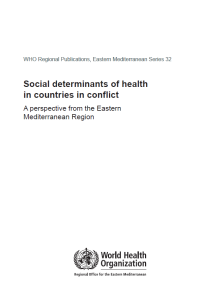 WHO Regional Publications, Eastern Mediterranean Series 32
Social determinants of health
in countries in conflict
A perspective from the Eastern
Mediterranean Region
World Health
Organization
Regional Office for the Eastern Mediterranean